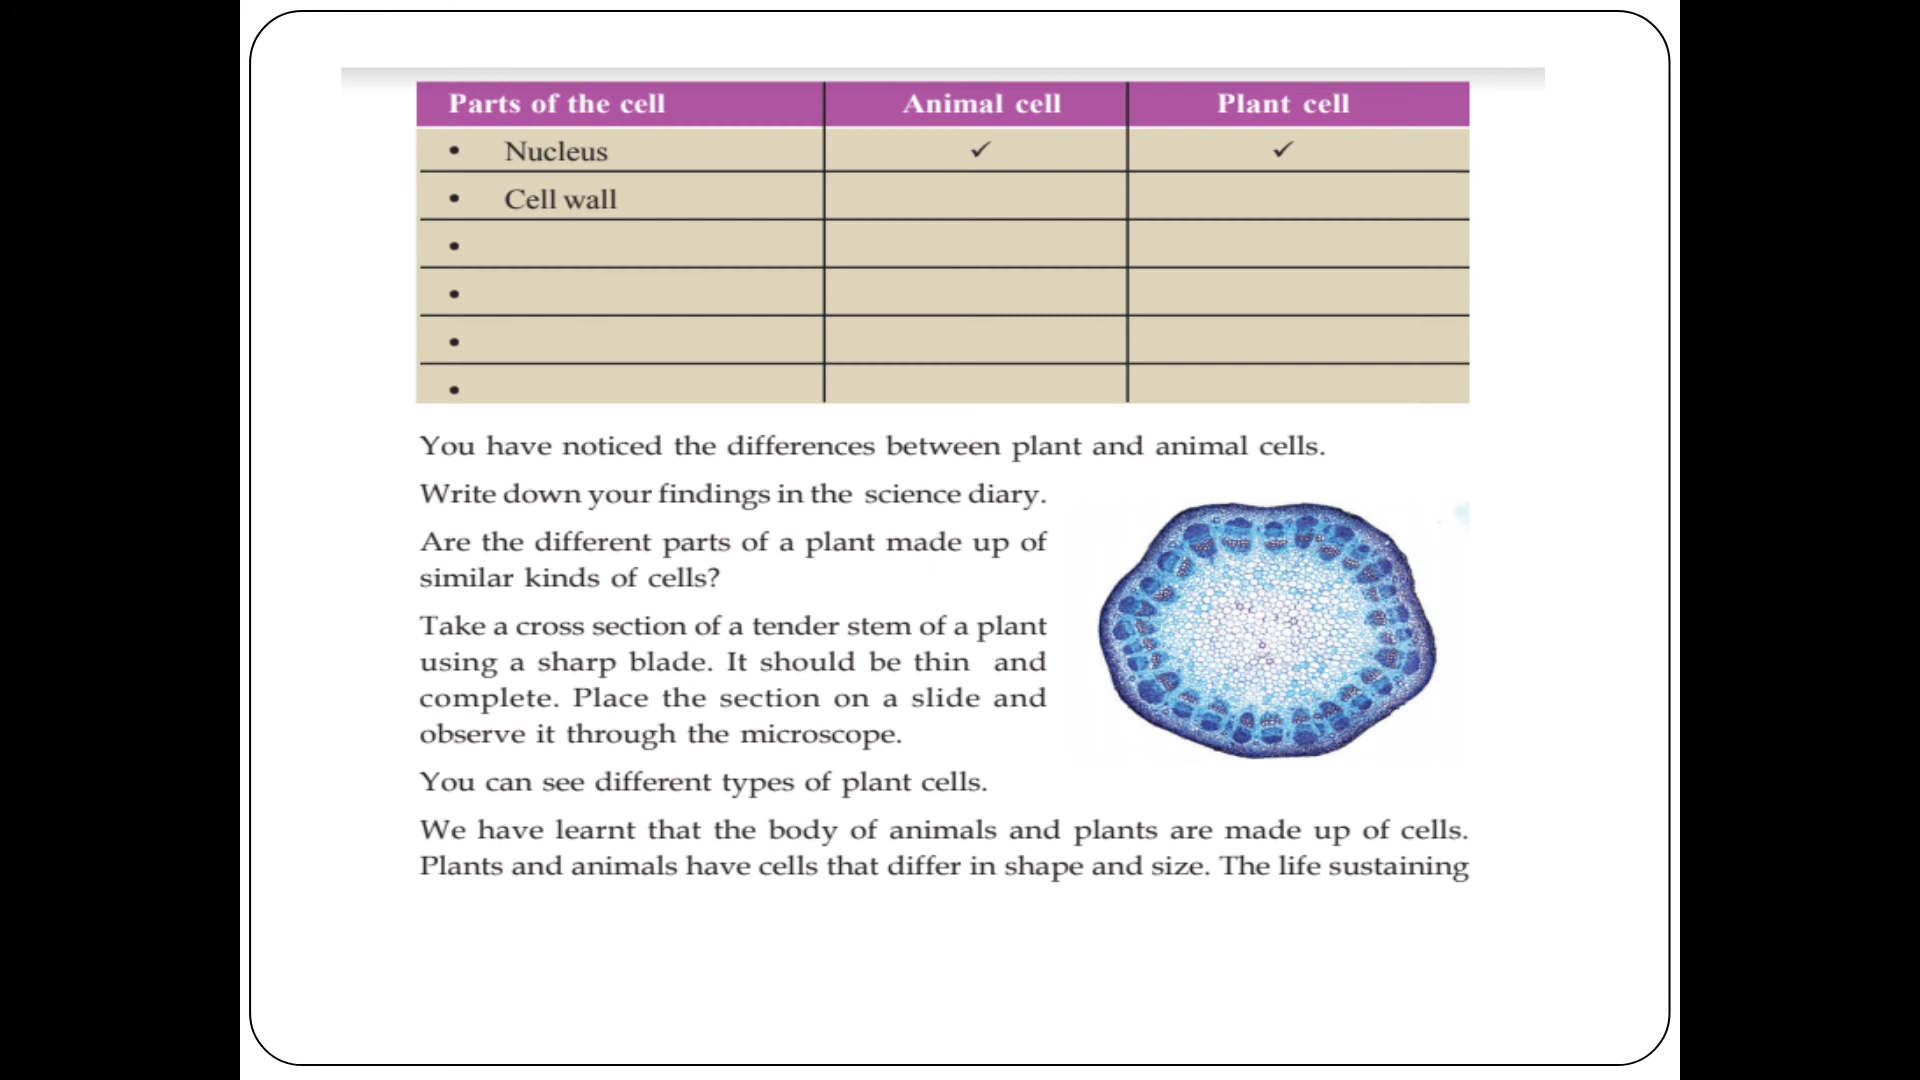 Parts of the cell Animal cell Plant cell
• Nucleus ✓ ✓
• Cell wall
•
•
•
•
You have noticed the differences between plant and animal cells.
Write down your findings in the science diary.
Are the different parts of a plant made up of
similar kinds of cells?
Take a cross section of a tender stem of a plant
using a sharp blade. It should be thin and
complete. Place the section on a slide and
observe it through the microscope.
You can see different types of plant cells.
We have learnt that the body of animals and plants are made up of cells.
Plants and animals have cells that differ in shape and size. The life sustaining